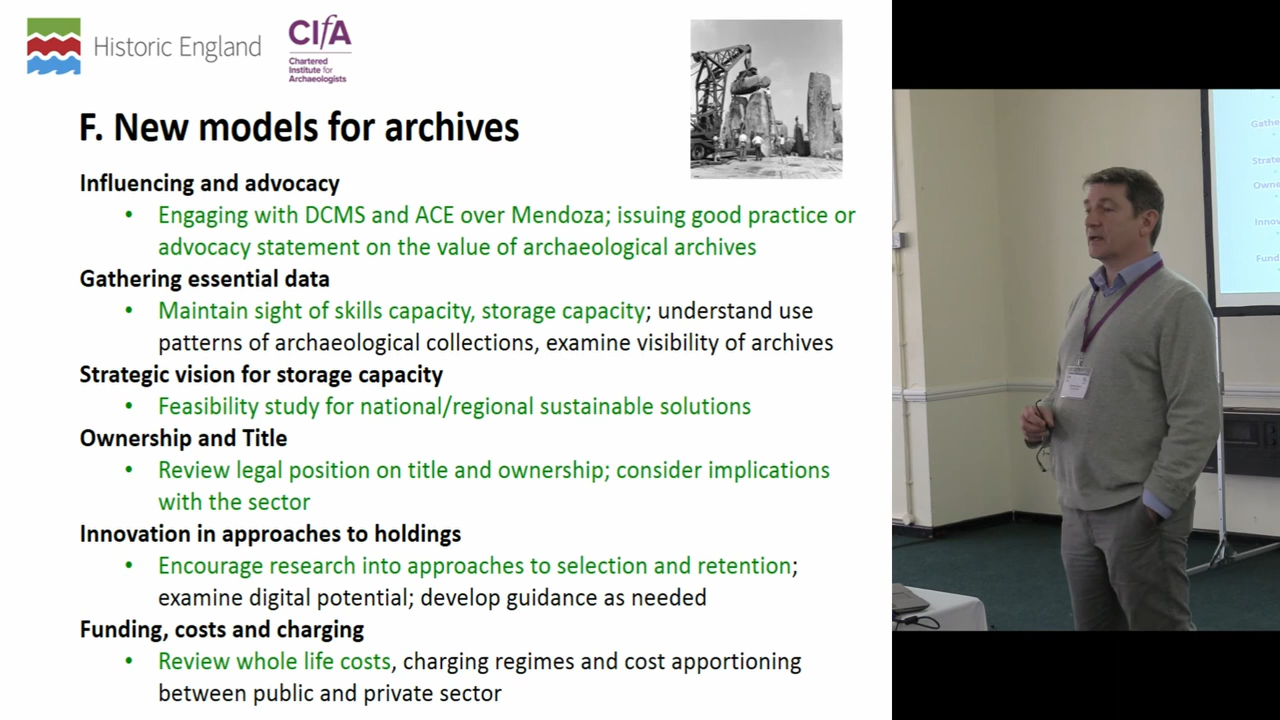 Historic England
CIfA
Chartered
Institute for
Archaeologists
F. New models for archives
Influencing and advocacy
• Engaging with DCMS and ACE over Mendoza; issuing good practice or
advocacy statement on the value of archaeological archives
Gathering essential data
• Maintain sight of skills capacity, storage capacity; understand use
patterns of archaeological collections, examine visibility of archives
Strategic vision for storage capacity
• Feasibility study for national/regional sustainable solutions
Ownership and Title
• Review legal position on title and ownership; consider implications
with the sector
Innovation in approaches to holdings
• Encourage research into approaches to selection and retention;
examine digital potential; develop guidance as needed
Funding, costs and charging
• Review whole life costs, charging regimes and cost apportioning
between public and private sector
Gathe
Strate
Owne
Innov
Fund